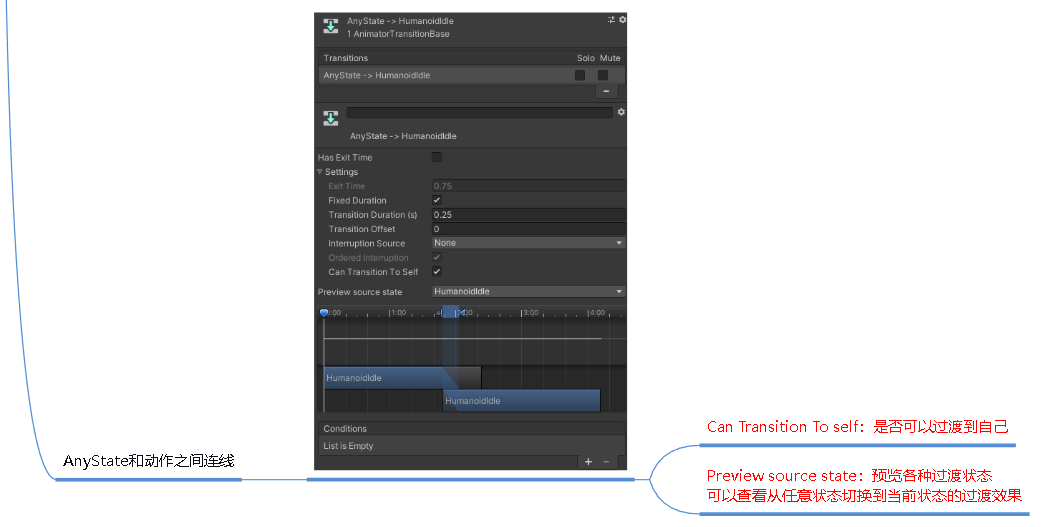 AnyState -> HumanoidIdle
1 AnimatorTransitionBase
Transitions Solo Mute
AnyState -> HumanoidIdle
AnyState -> HumanoidIdle
Has Exit Time
Settings
Exit Time 0.75
Fixed Duration
Transition Duration (s) 0.25
Transition Offset 0
Interruption Source None
Ordered Interruption
Can Transition To Self
Preview source state HumanoidIdle
:00 1:00 :00 3:00 4:00
HumanoidIdle
HumanoidIdle
Conditions
List is Empty
AnyState和动作之间连线
Can Transition To self：是否可以过渡到自己
Preview source state：预览各种过渡状态
可以查看从任意状态切换到当前状态的过渡效果